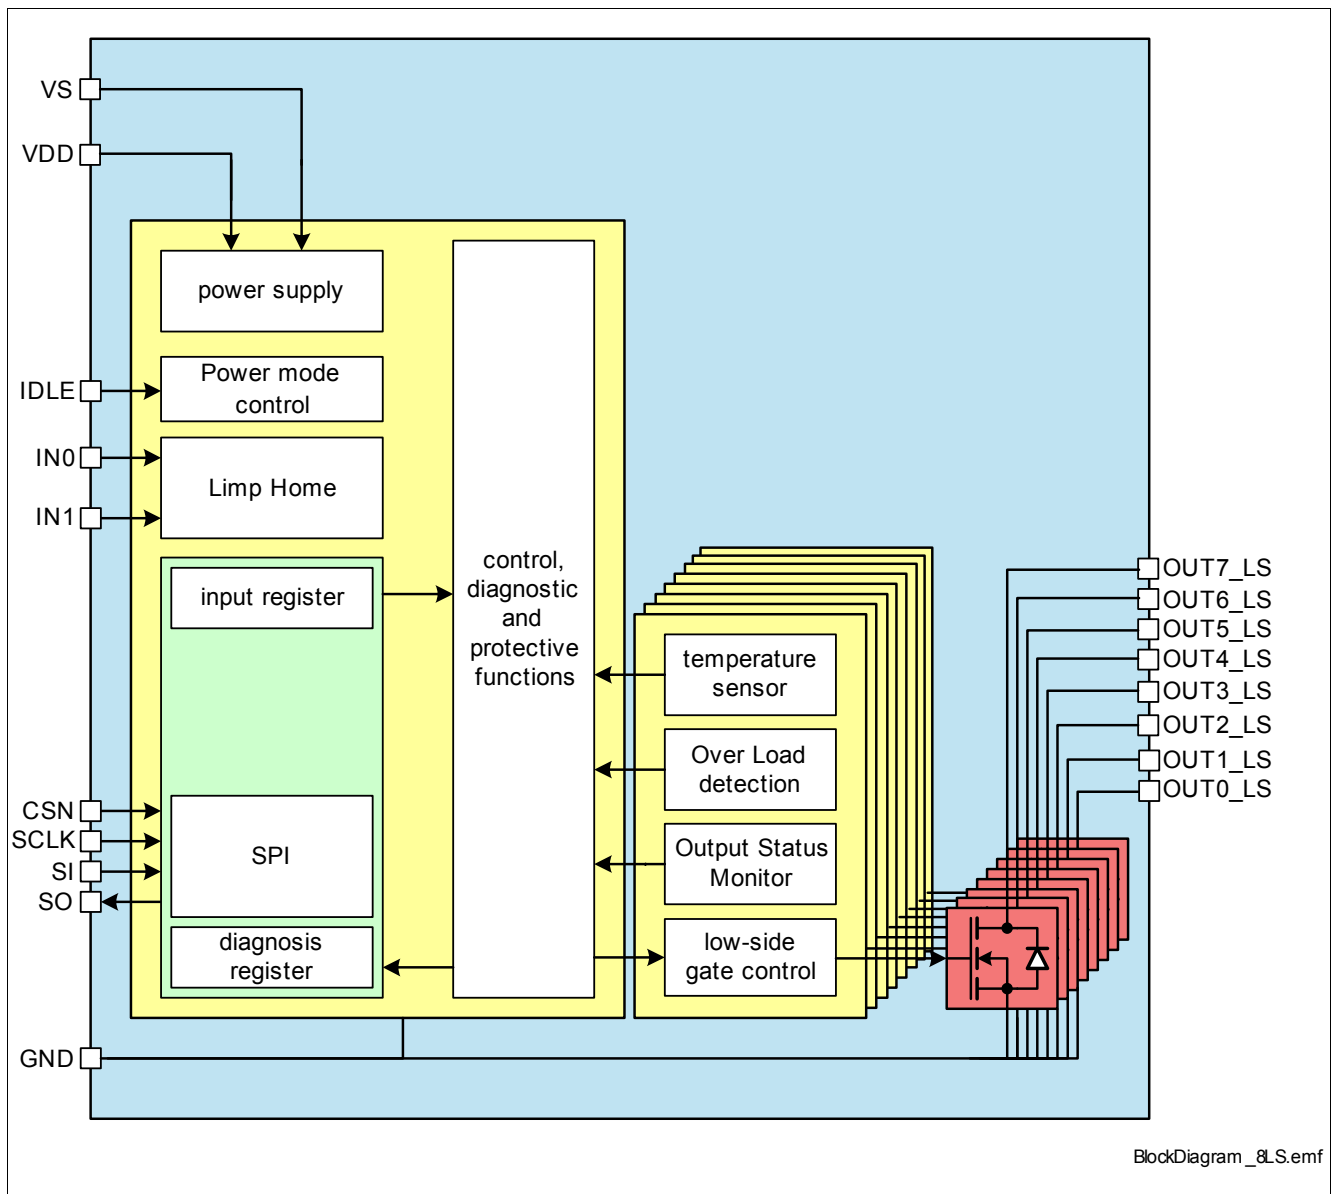 VS
VDD
power supply
IDLE
Power mode
control
IN0
IN1
Limp Home
input register
control,
diagnostic
and
protective
functions
temperature
sensor
Over Load
detection
Output Status
Monitor
low-side
gate control
OUT7_LS
OUT6_LS
OUT5_LS
OUT4_LS
OUT3_LS
OUT2_LS
OUT1_LS
OUT0_LS
CSN
SCLK
SI
SO
SPI
diagnosis
register
GND
BlockDiagram_8LS.emf